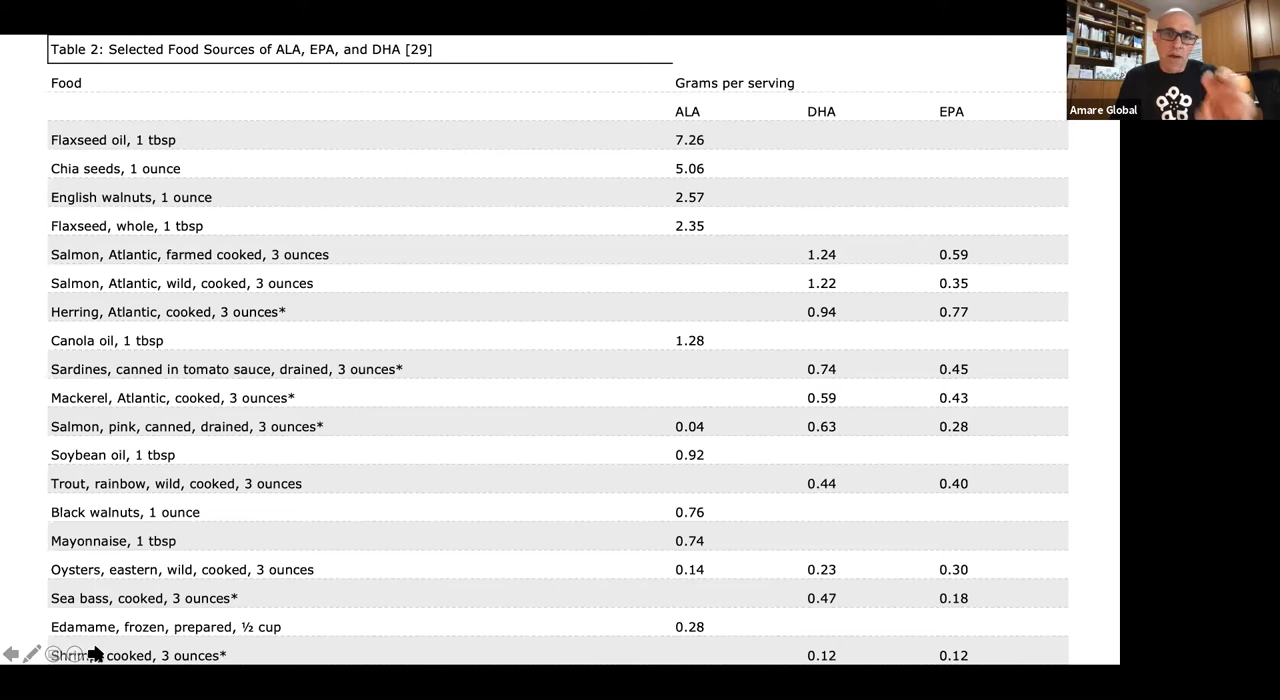 Table 2: Selected Food Sources of ALA, EPA, and DHA [29]
Food Grams per serving
ALA DHA EPA
Flaxseed oil, 1 tbsp 7.26
Chia seeds, 1 ounce 5.06
English walnuts, 1 ounce 2.57
Flaxseed, whole, 1 tbsp 2.35
Salmon, Atlantic, farmed cooked, 3 ounces 1.24 0.59
Salmon, Atlantic, wild, cooked, 3 ounces 1.22 0.35
Herring, Atlantic, cooked, 3 ounces* 0.94 0.77
Canola oil, 1 tbsp 1.28
Sardines, canned in tomato sauce, drained, 3 ounces* 0.74 0.45
Mackerel, Atlantic, cooked, 3 ounces* 0.59 0.43
Salmon, pink, canned, drained, 3 ounces* 0.04 0.63 0.28
Soybean oil, 1 tbsp 0.92
Trout, rainbow, wild, cooked, 3 ounces 0.44 0.40
Black walnuts, 1 ounce 0.76
Mayonnaise, 1 tbsp 0.74
Oysters, eastern, wild, cooked, 3 ounces 0.14 0.23 0.30
Sea bass, cooked, 3 ounces* 0.47 0.18
Edamame, frozen, prepared, ½ cup 0.28
cooked, 3 ounces* 0.12 0.12
Amare Global